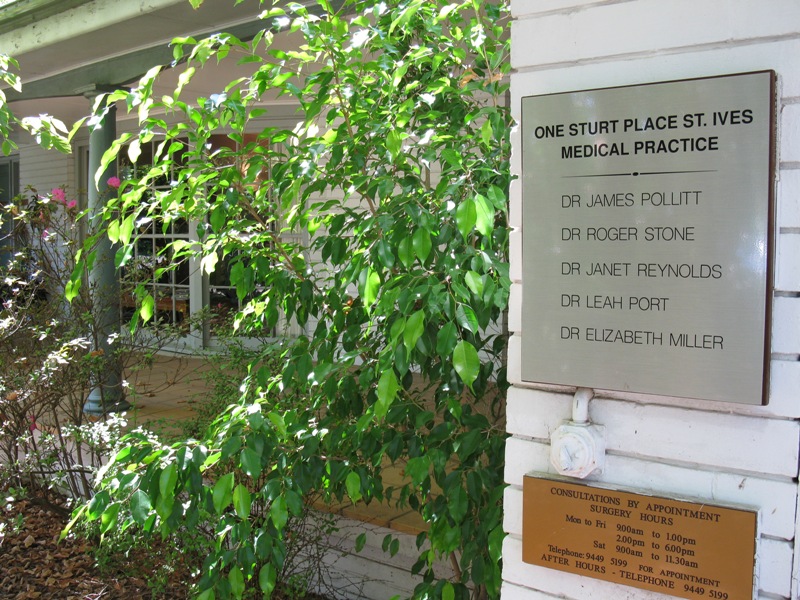 ONE STURT PLACE ST. IVES
MEDICAL PRACTICE
DR JAMES POLLITT
DR ROGER STONE
DR JANET REYNOLDS
DR LEAH PORT
DR ELIZABETH MILLER
CONSULTATIONS BY APPOINTMENT
SURGERY HOURS
Mon to Fri 9.00am to 1.00pm
2.00pm to 6.00pm
Sat 9.00am to 11.30am
Telephone: 9449 5199 FOR APPOINTMENT
AFTER HOURS - TELEPHONE 9449 5199